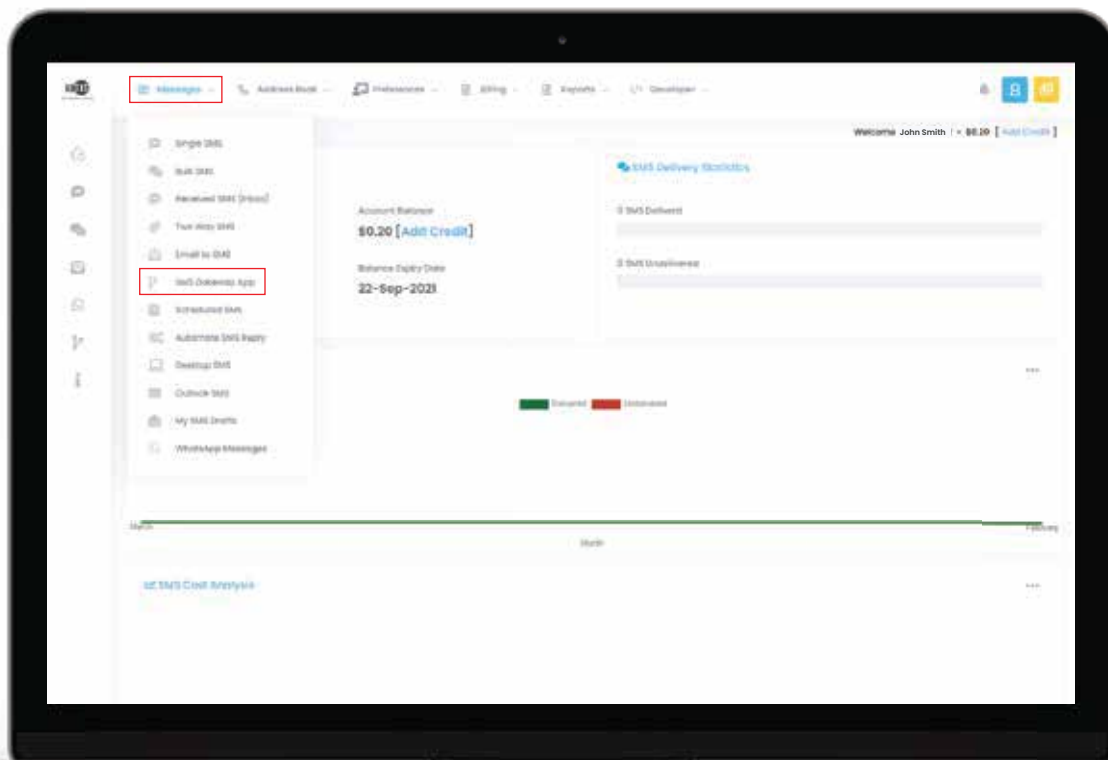 Messages
Address Book
Preferences
Billing
Reports
Developer
Welcome John Smith
$0.20 [ Add Credit ]
Single SMS
Bulk SMS
Received SMS (Inbox)
Two Way SMS
Email to SMS
SMS Gateway App
Scheduled SMS
Automate SMS Reply
Desktop SMS
Outlook SMS
My SMS Drafts
WhatsApp Messages
SMS Delivery Statistics
Account Balance
$0.20 [Add Credit]
Balance Expiry Date
22-Sep-2021
0 SMS Delivered
0 SMS Undelivered
Delivered
Undelivered
March
February
Month
SMS Cost Analysis